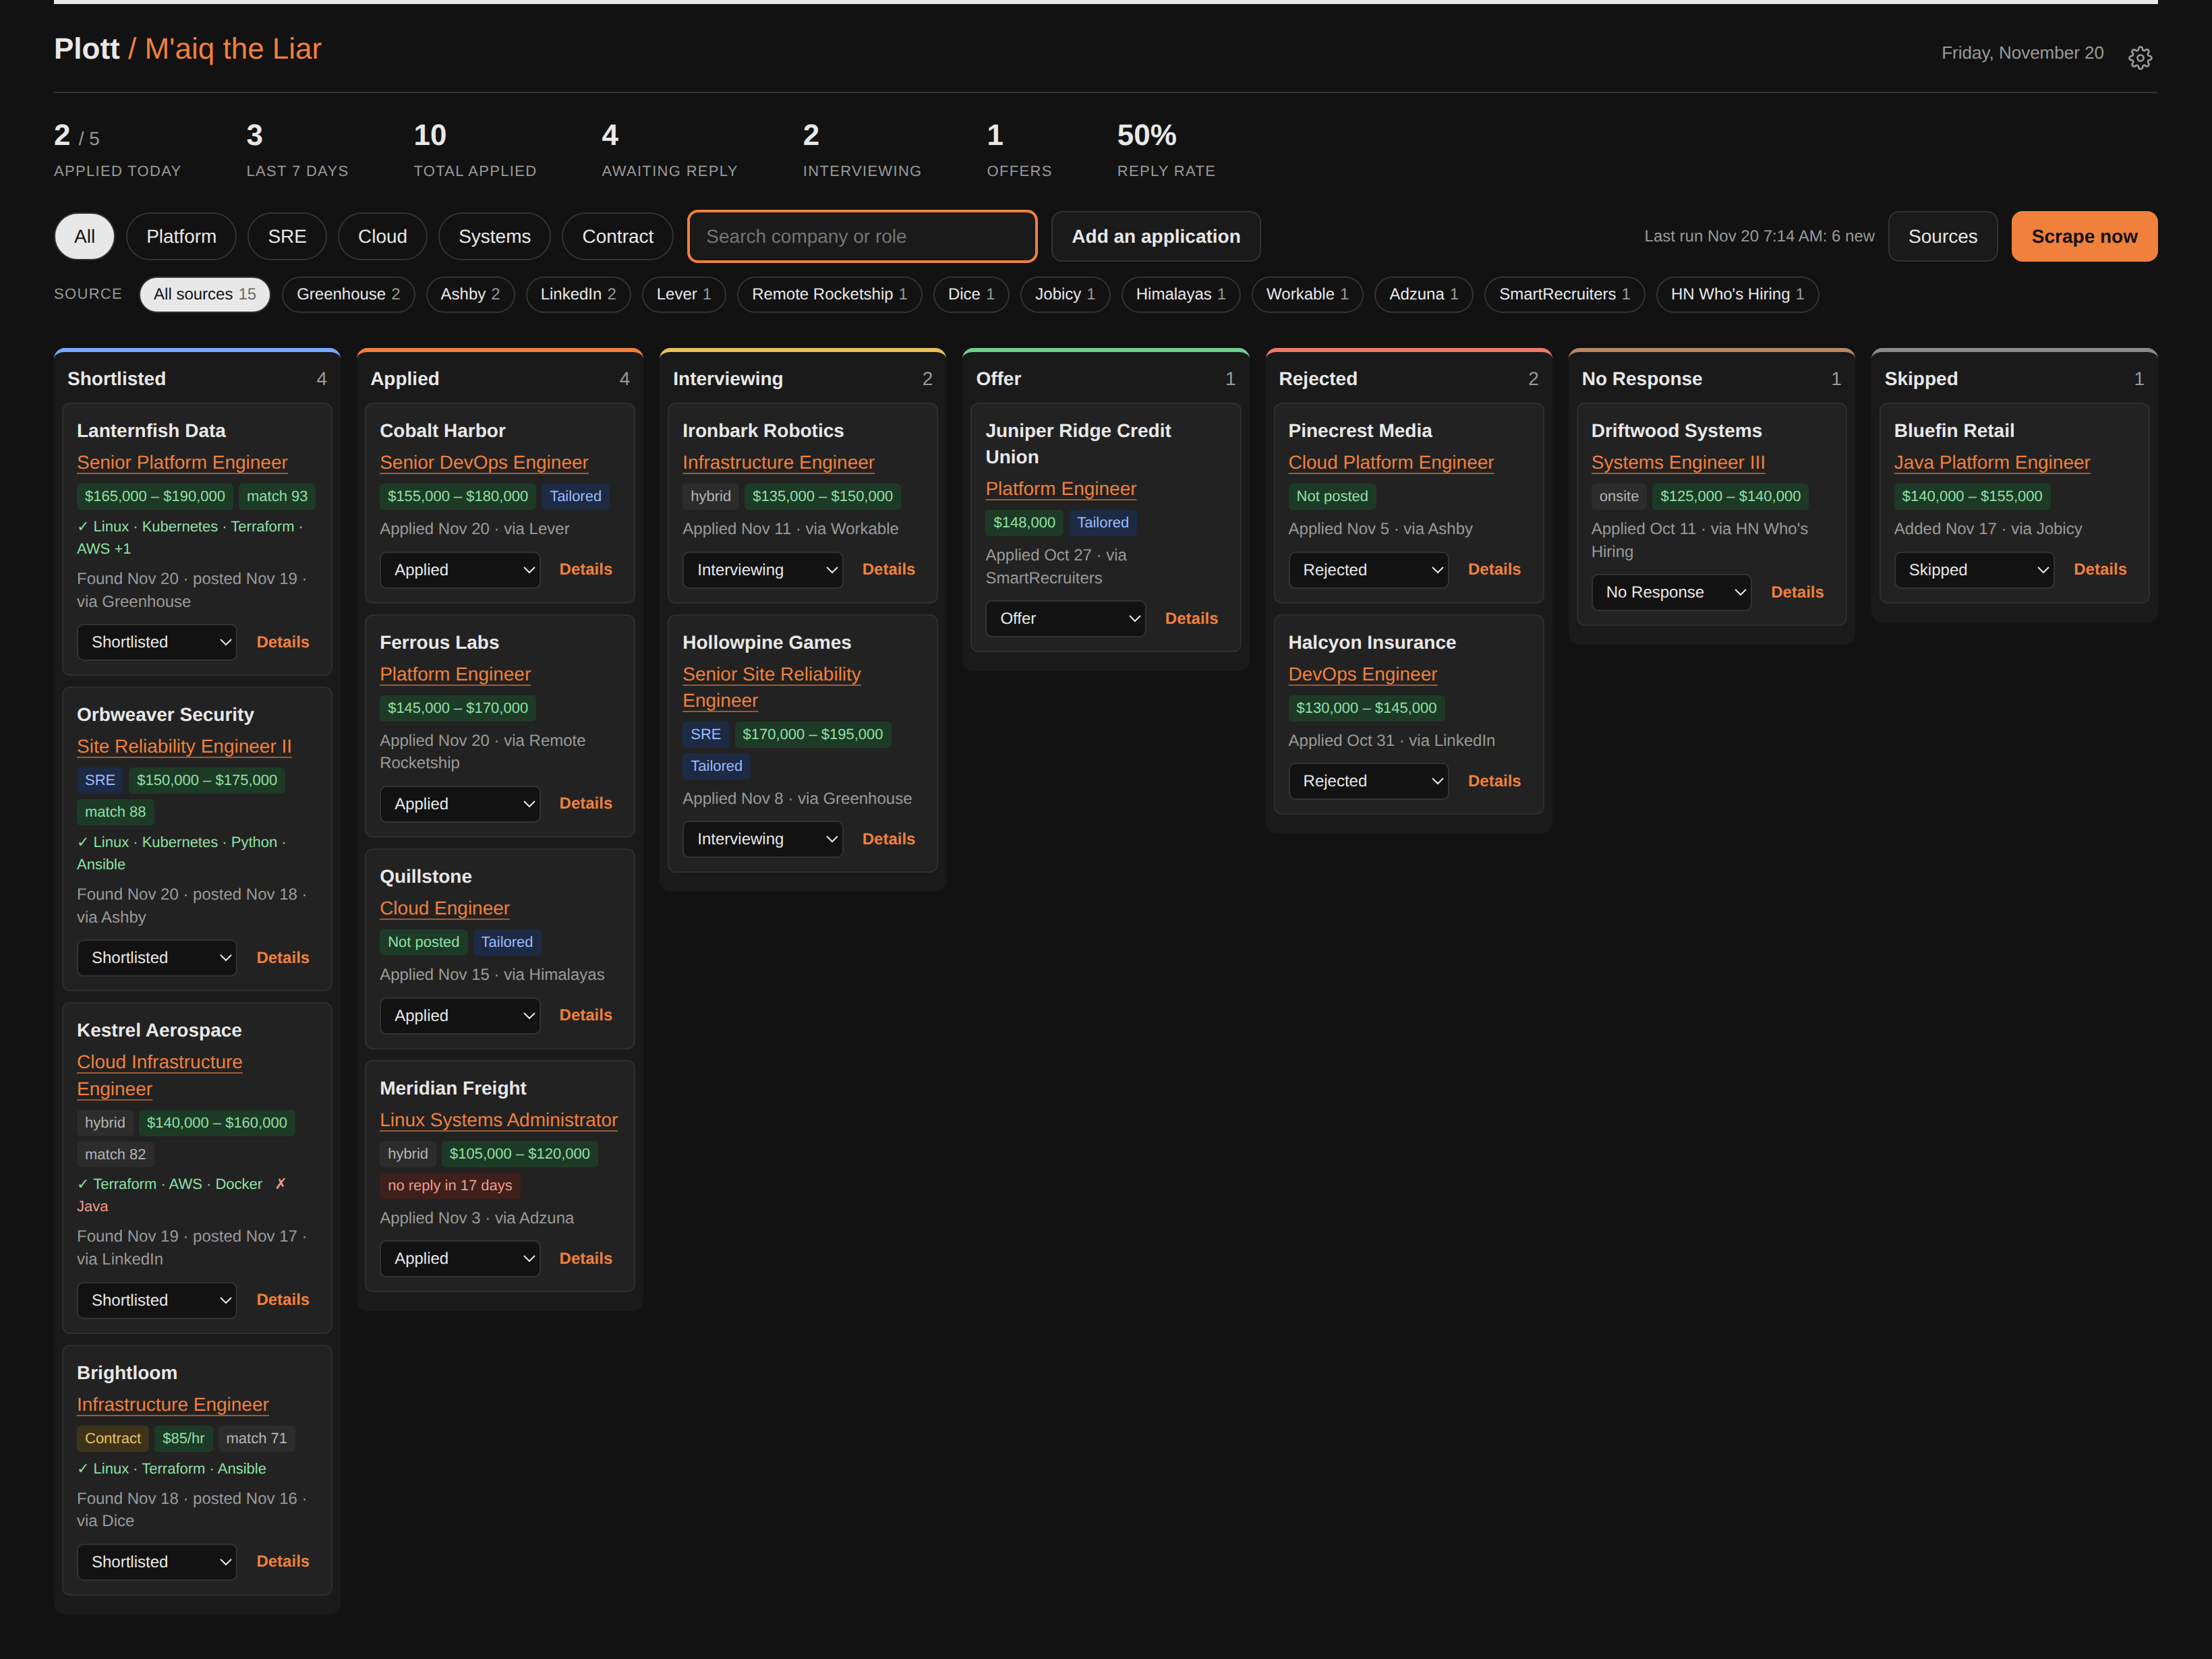 Plott / M'aiq the Liar
Friday, November 20
2 / 5
APPLIED TODAY
3
LAST 7 DAYS
10
TOTAL APPLIED
4
AWAITING REPLY
2
INTERVIEWING
1
OFFERS
50%
REPLY RATE
All
Platform
SRE
Cloud
Systems
Contract
Search company or role
Add an application
Last run Nov 20 7:14 AM: 6 new
Sources
Scrape now
SOURCE
All sources 15
Greenhouse 2
Ashby 2
LinkedIn 2
Lever 1
Remote Rocketship 1
Dice 1
Jobicy 1
Himalayas 1
Workable 1
Adzuna 1
SmartRecruiters 1
HN Who's Hiring 1
Shortlisted 4
Lanternfish Data
Senior Platform Engineer
$165,000 – $190,000 match 93
✓ Linux · Kubernetes · Terraform ·
AWS +1
Found Nov 20 · posted Nov 19 ·
via Greenhouse
Shortlisted Details
Orbweaver Security
Site Reliability Engineer II
SRE $150,000 – $175,000
match 88
✓ Linux · Kubernetes · Python ·
Ansible
Found Nov 20 · posted Nov 18 ·
via Ashby
Shortlisted Details
Kestrel Aerospace
Cloud Infrastructure
Engineer
hybrid $140,000 – $160,000
match 82
✓ Terraform · AWS · Docker ✗
Java
Found Nov 19 · posted Nov 17 ·
via LinkedIn
Shortlisted Details
Brightloom
Infrastructure Engineer
Contract $85/hr match 71
✓ Linux · Terraform · Ansible
Found Nov 18 · posted Nov 16 ·
via Dice
Shortlisted Details
Applied 4
Cobalt Harbor
Senior DevOps Engineer
$155,000 – $180,000 Tailored
Applied Nov 20 · via Lever
Applied Details
Ferrous Labs
Platform Engineer
$145,000 – $170,000
Applied Nov 20 · via Remote
Rocketship
Applied Details
Quillstone
Cloud Engineer
Not posted Tailored
Applied Nov 15 · via Himalayas
Applied Details
Meridian Freight
Linux Systems Administrator
hybrid $105,000 – $120,000
no reply in 17 days
Applied Nov 3 · via Adzuna
Applied Details
Interviewing 2
Ironbark Robotics
Infrastructure Engineer
hybrid $135,000 – $150,000
Applied Nov 11 · via Workable
Interviewing Details
Hollowpine Games
Senior Site Reliability
Engineer
SRE $170,000 – $195,000
Tailored
Applied Nov 8 · via Greenhouse
Interviewing Details
Offer 1
Juniper Ridge Credit
Union
Platform Engineer
$148,000 Tailored
Applied Oct 27 · via
SmartRecruiters
Offer Details
Rejected 2
Pinecrest Media
Cloud Platform Engineer
Not posted
Applied Nov 5 · via Ashby
Rejected Details
Halcyon Insurance
DevOps Engineer
$130,000 – $145,000
Applied Oct 31 · via LinkedIn
Rejected Details
No Response 1
Driftwood Systems
Systems Engineer III
onsite $125,000 – $140,000
Applied Oct 11 · via HN Who's
Hiring
No Response Details
Skipped 1
Bluefin Retail
Java Platform Engineer
$140,000 – $155,000
Added Nov 17 · via Jobicy
Skipped Details